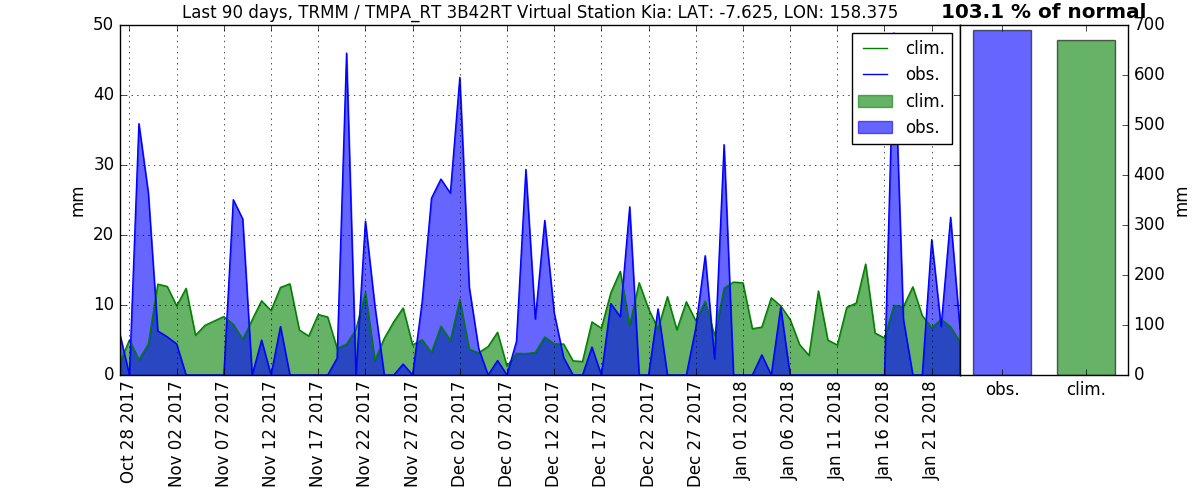 Last 90 days, TRMM / TMPA_RT 3B42RT Virtual Station Kia: LAT: -7.625, LON: 158.375
103.1 % of normal
50
40
30
20
10
0
mm
clim.
obs.
clim.
obs.
700
600
500
400
300
200
100
0
mm
obs.
clim.
Oct 28 2017
Nov 02 2017
Nov 07 2017
Nov 12 2017
Nov 17 2017
Nov 22 2017
Nov 27 2017
Dec 02 2017
Dec 07 2017
Dec 12 2017
Dec 17 2017
Dec 22 2017
Dec 27 2017
Jan 01 2018
Jan 06 2018
Jan 11 2018
Jan 16 2018
Jan 21 2018